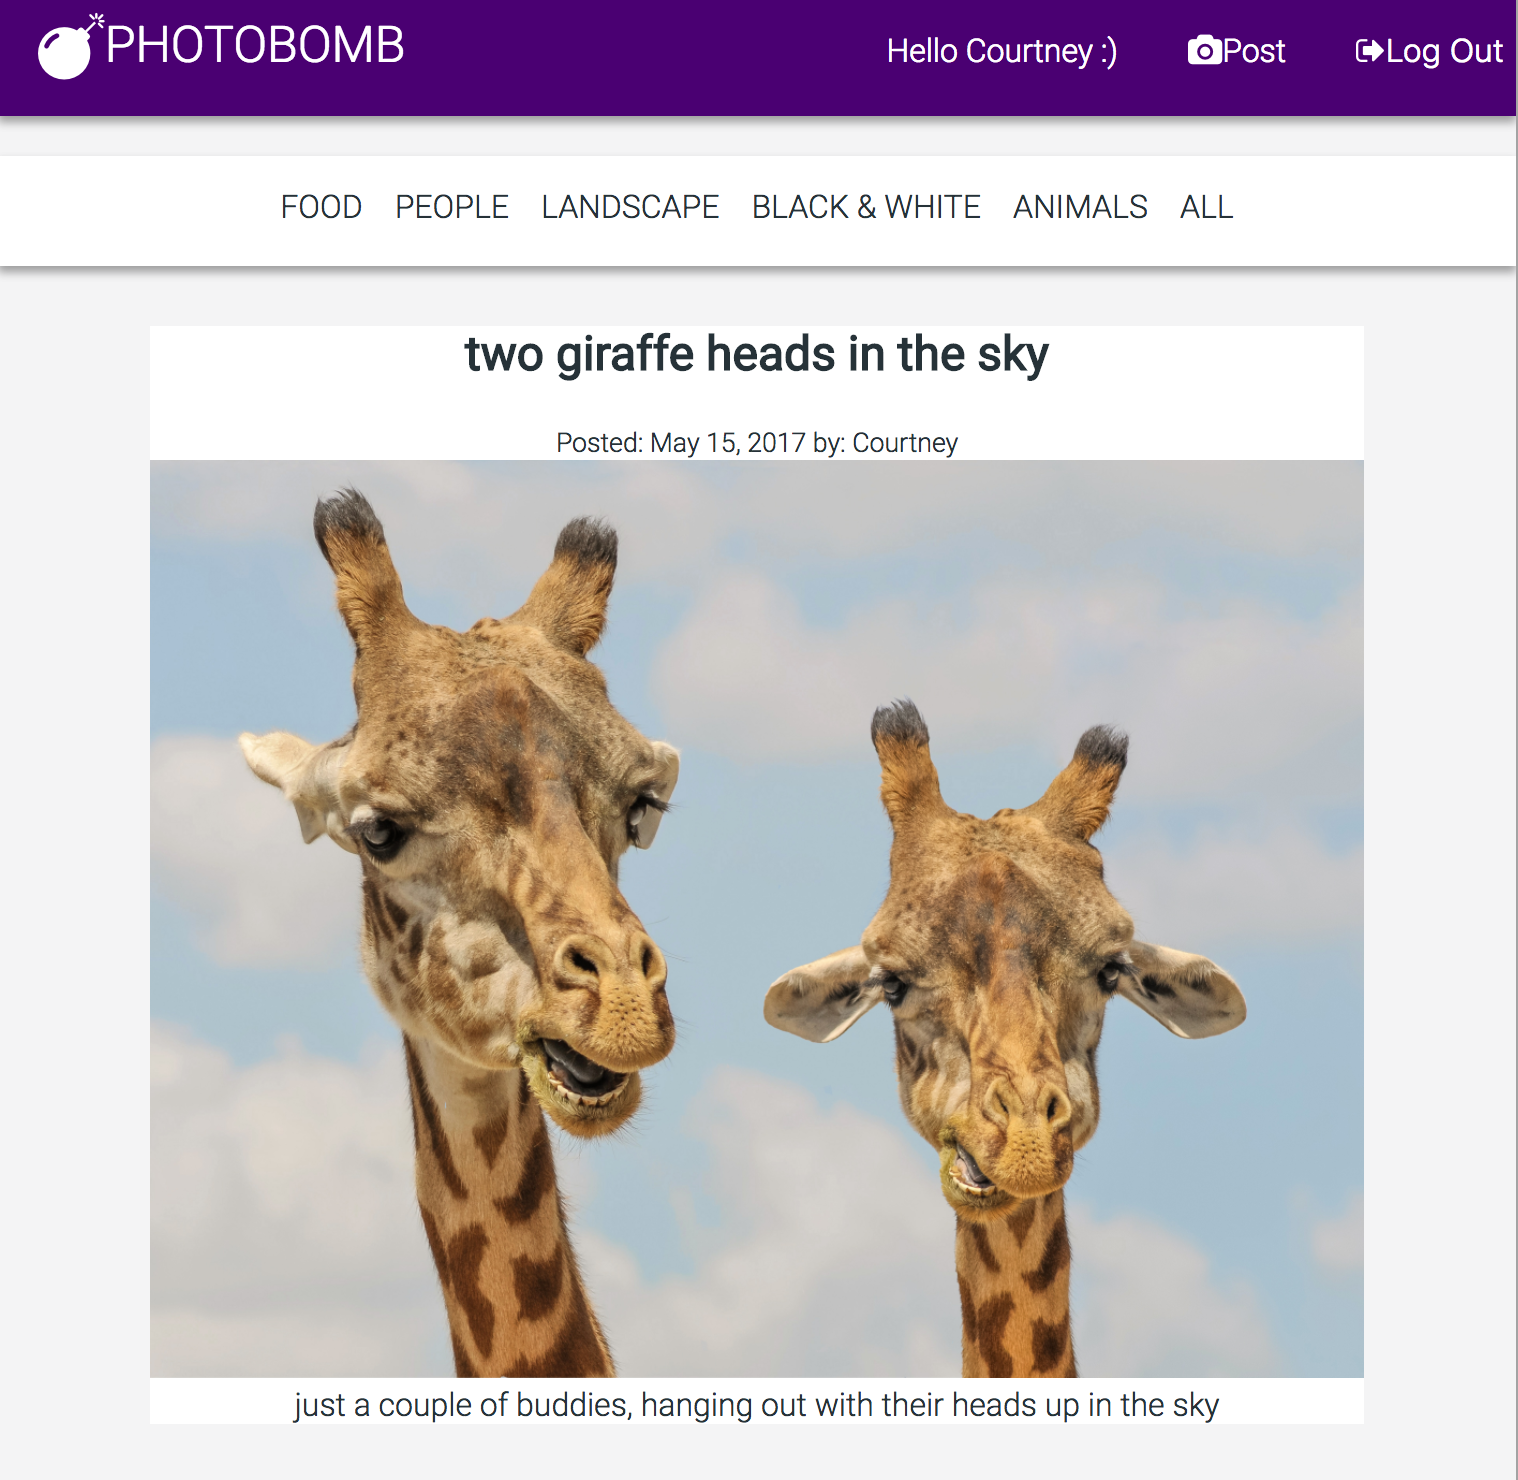 PHOTOBOMB
Hello Courtney :) Post Log Out
FOOD PEOPLE LANDSCAPE BLACK & WHITE ANIMALS ALL
two giraffe heads in the sky
Posted: May 15, 2017 by: Courtney
just a couple of buddies, hanging out with their heads up in the sky